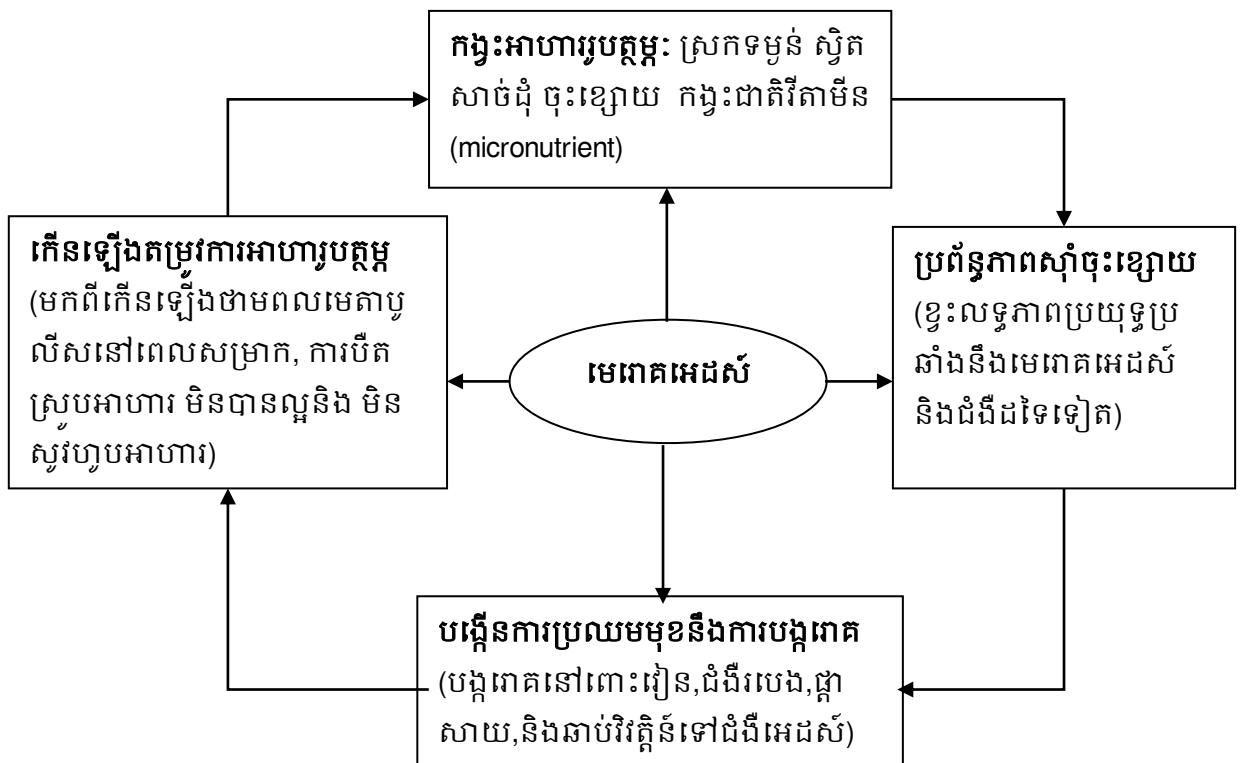 កង្វះអាហាររូបត្ថម្ភ: ស្រកទម្ងន់ ស្វិត
សាច់ដុំ ចុះខ្សោយ កង្វះជាតិវីតាមីន
(micronutrient)
កើនឡើងតម្រូវការអាហារូបត្ថម្ភ
(មកពីកើនឡើងថាមពលមេតាបូ
លីសនៅពេលសម្រាក, ការបឺត
ស្រូបអាហារ មិនបានល្អនិង មិន
សូវហូបអាហារ)
មេរោគអេដស៍
ប្រព័ន្ធភាពស៊ាំចុះខ្សោយ
(ខ្វះលទ្ធភាពប្រយុទ្ធប្រ
ឆាំងនឹងមេរោគអេដស៍
និងជំងឺដទៃទៀត)
បង្កើនការប្រឈមមុខនឹងការបង្ករោគ
(បង្ករោគនៅពោះវៀន,ជំងឺរបេង,ផ្តា
សាយ,និងឆាប់វិវត្តិន៍ទៅជំងឺអេដស៍)